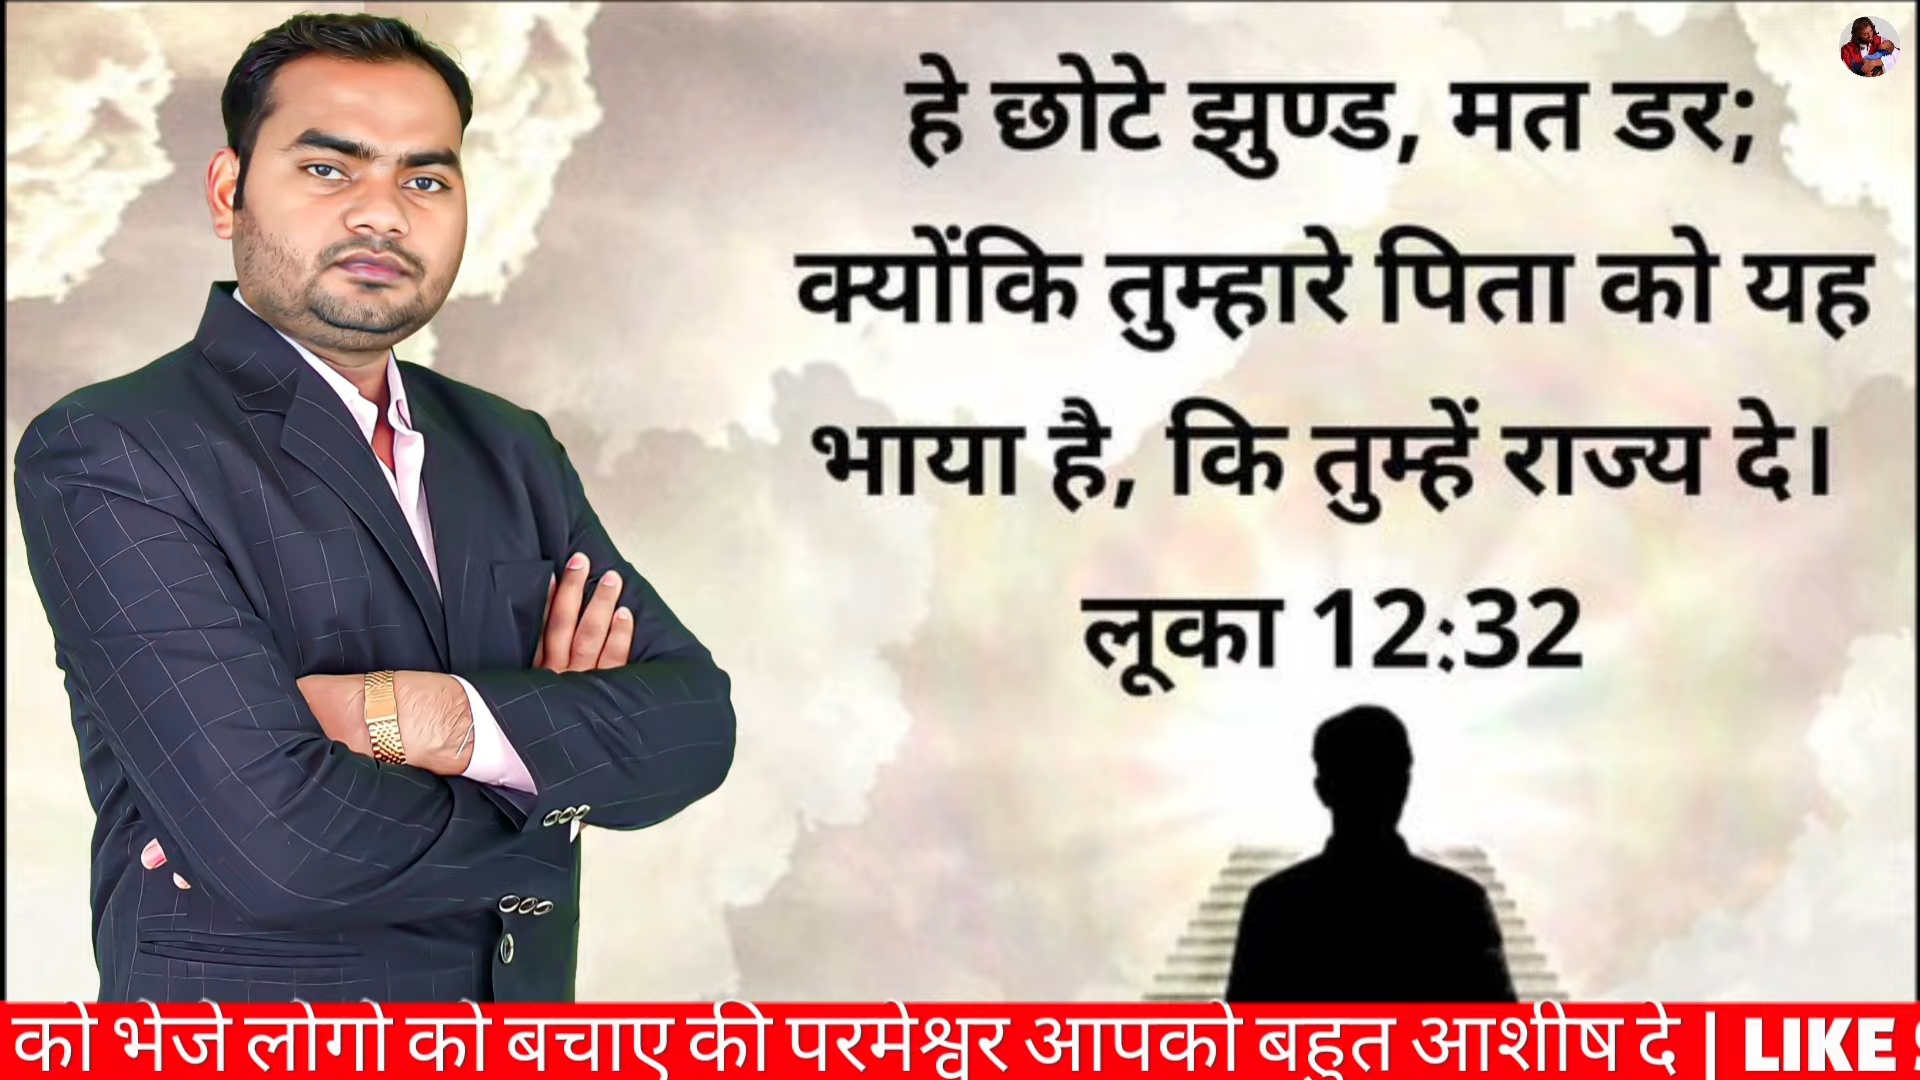 हे छोटे झुण्ड, मत डर;
क्योंकि तुम्हारे पिता को यह
भाया है, कि तुम्हें राज्य दे।
लूका 12:32
को भेजे लोगो को बचाए की परमेश्वर आपको बहुत आशीष दे | LIKE